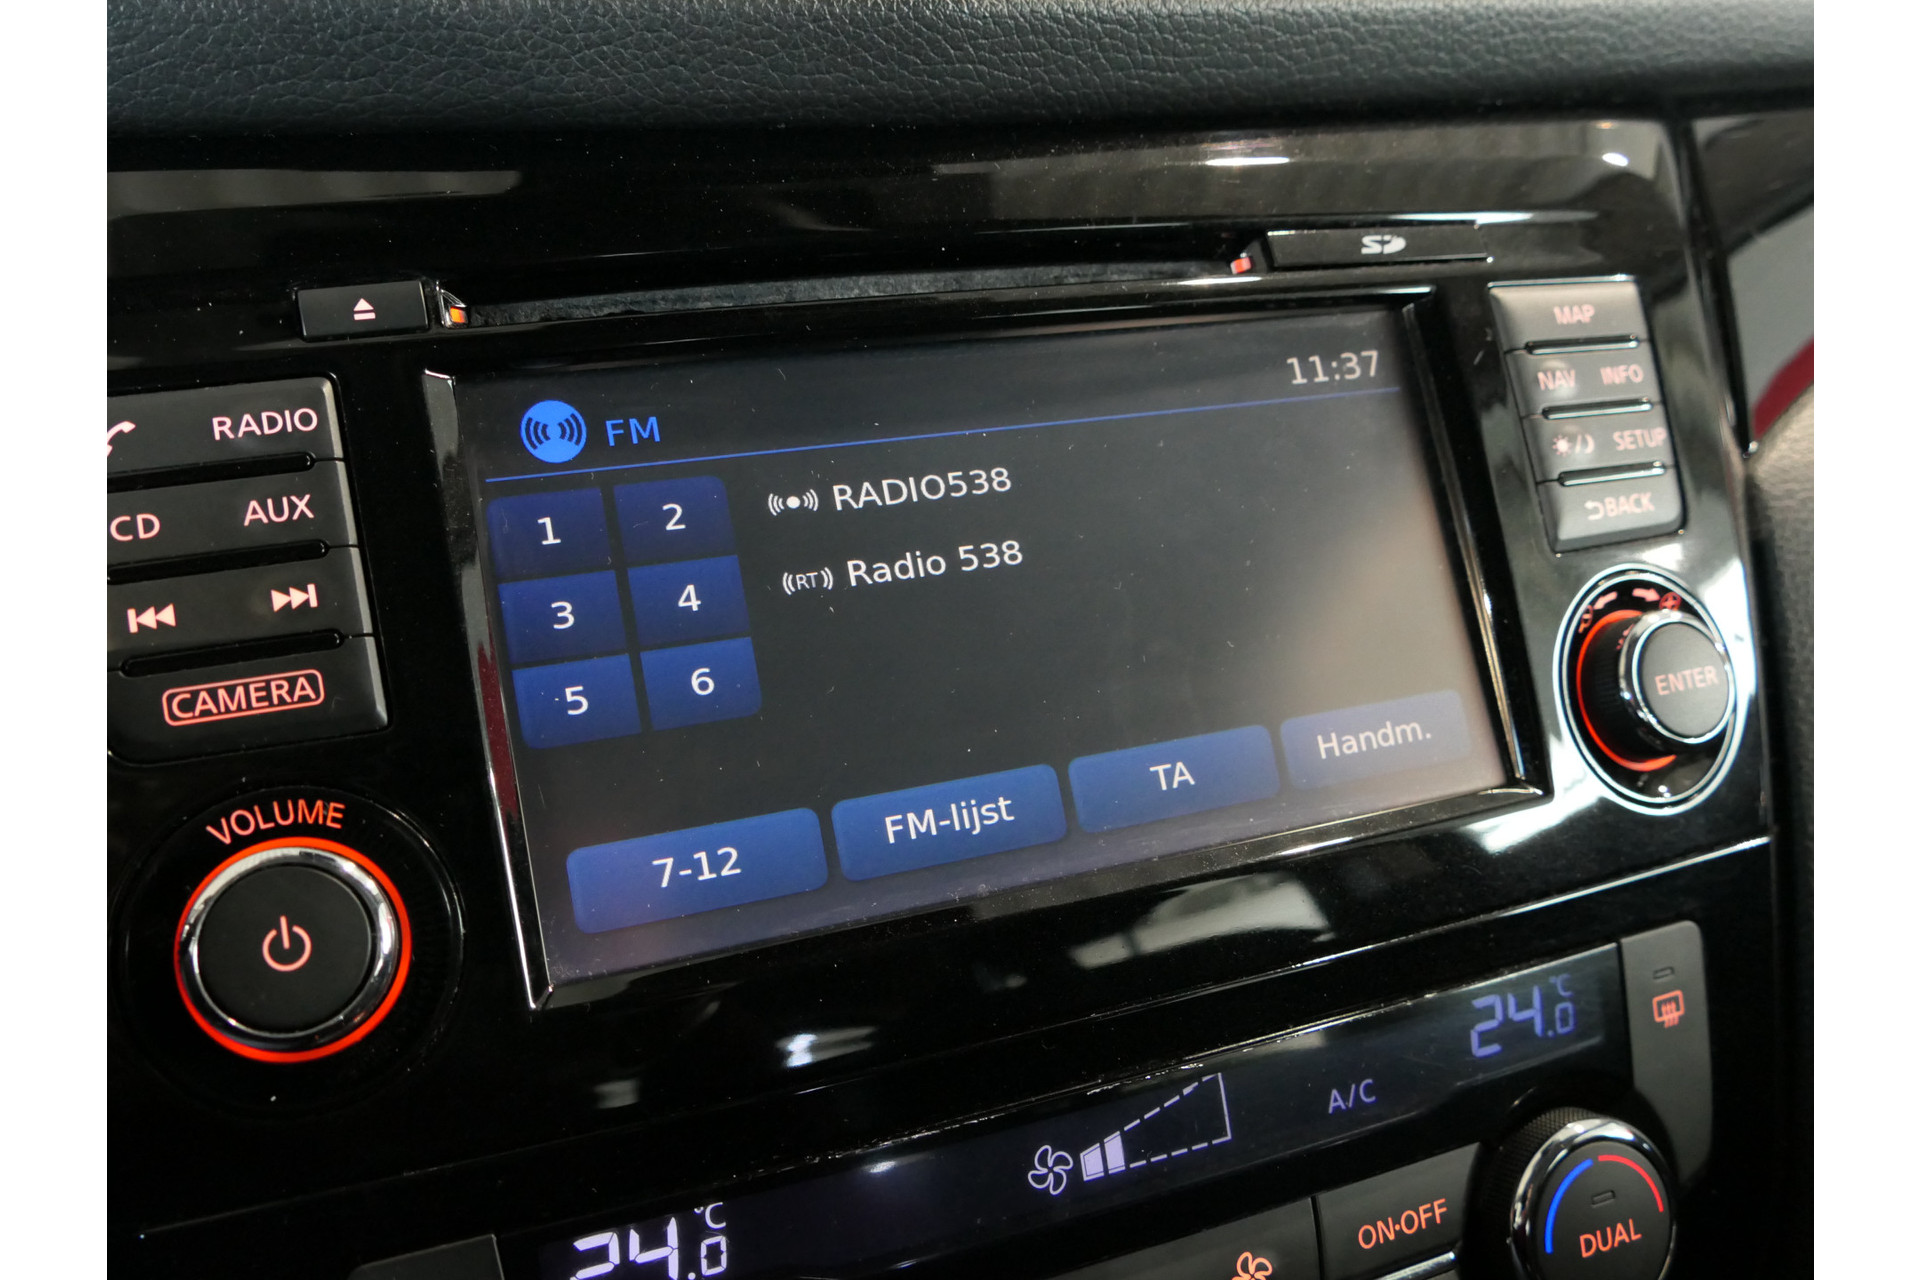 SD
MAP
NAV INFO
SETUP
BACK
RADIO
CD AUX
CAMERA
VOLUME
11:37
FM
1 2
3 4
5 6
RADIO538
RT Radio 538
7-12 FM-lijst TA Handm.
ENTER
24.0 °C
A/C
24.0 °C
ON·OFF
DUAL